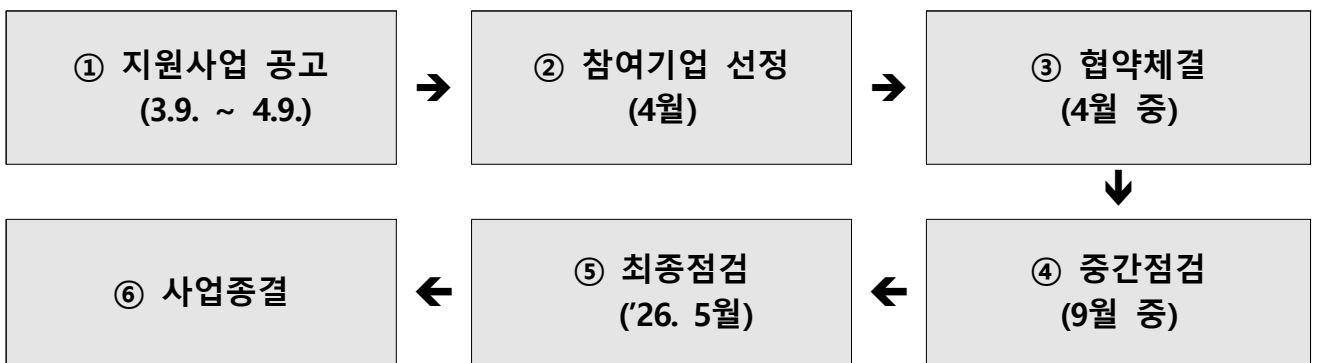 ① 지원사업 공고
(3.9. ~ 4.9.)
➔
② 참여기업 선정
(4월)
➔
③ 협약체결
(4월 중)
④ 중간점검
(9월 중)
⑤ 최종점검
('26. 5월)
⑥ 사업종결